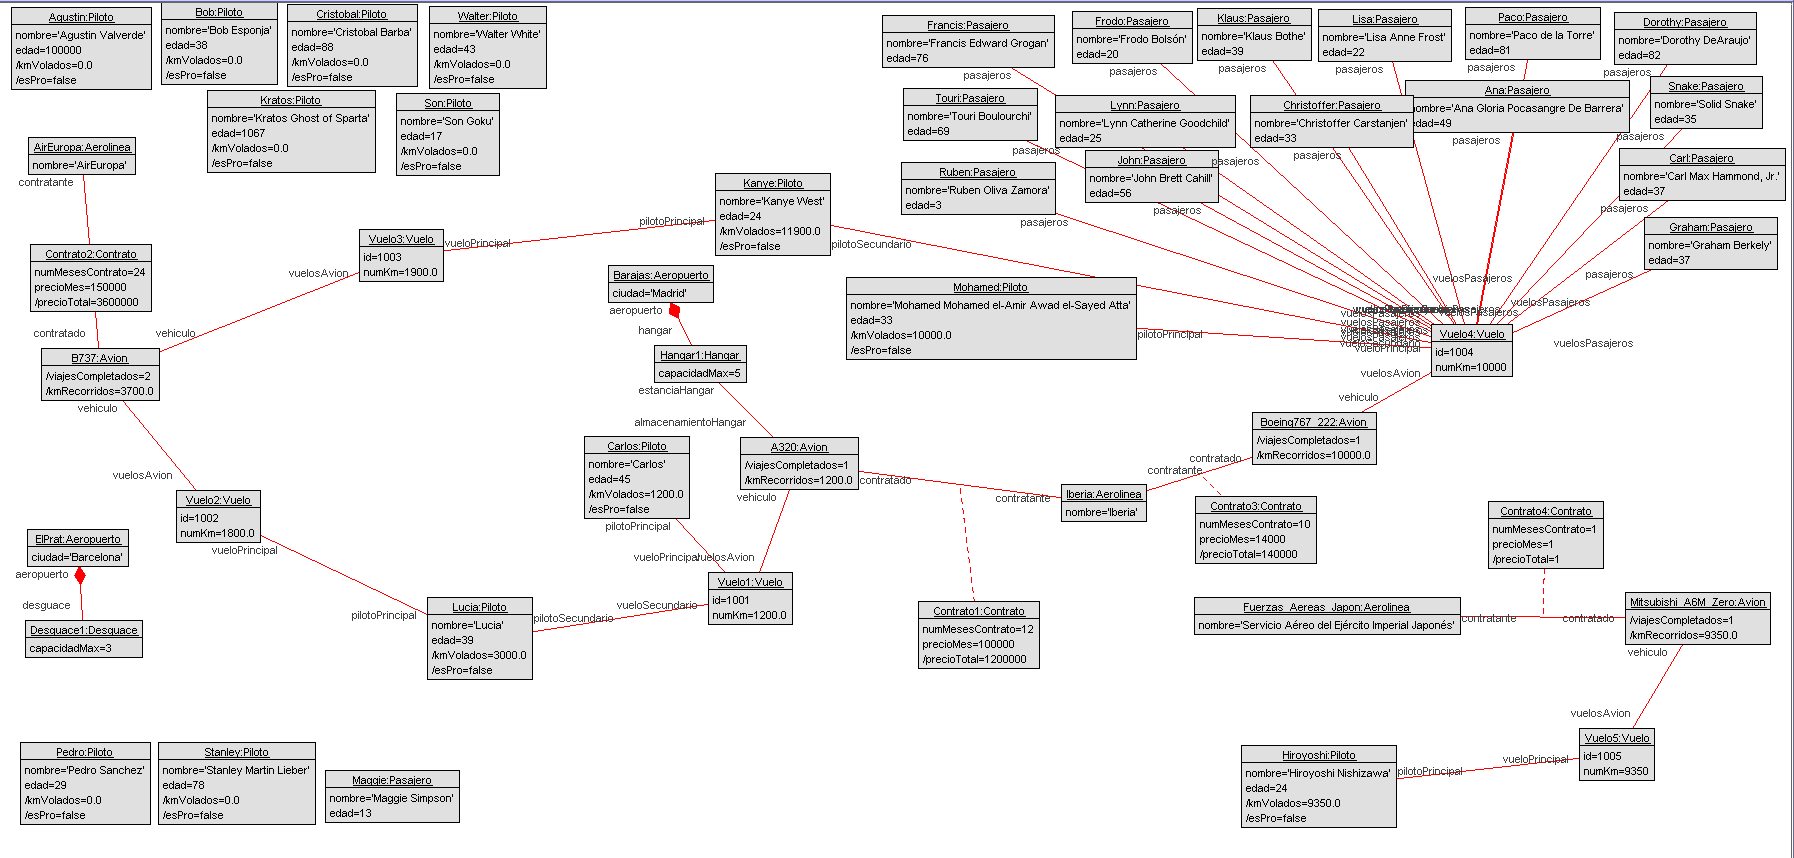 Agustin:Piloto
nombre='Agustin Valverde'
edad=100000
/kmVolados=0.0
/esPro=false
Bob:Piloto
nombre='Bob Esponja'
edad=38
/kmVolados=0.0
/esPro=false
Cristobal:Piloto
nombre='Cristobal Barba'
edad=88
/kmVolados=0.0
/esPro=false
Walter:Piloto
nombre='Walter White'
edad=43
/kmVolados=0.0
/esPro=false
Kratos:Piloto
nombre='Kratos Ghost of Sparta'
edad=1067
/kmVolados=0.0
/esPro=false
Son:Piloto
nombre='Son Goku'
edad=17
/kmVolados=0.0
/esPro=false
Francis:Pasajero
nombre='Francis Edward Grogan'
edad=76
pasajeros
Frodo:Pasajero
nombre='Frodo Bolsón'
edad=20
pasajeros
Klaus:Pasajero
nombre='Klaus Bothe'
edad=39
pasajeros
Lisa:Pasajero
nombre='Lisa Anne Frost'
edad=22
pasajeros
Paco:Pasajero
nombre='Paco de la Torre'
edad=81
pasajeros
Dorothy:Pasajero
nombre='Dorothy DeAraujo'
edad=82
pasajeros
Touri:Pasajero
nombre='Touri Boulourchi'
edad=69
pasajeros
Lynn:Pasajero
nombre='Lynn Catherine Goodchild'
edad=25
pasajeros
Christoffer:Pasajero
nombre='Christoffer Carstanjen'
edad=33
pasajeros
Ana:Pasajero
nombre='Ana Gloria Pocasangre De Barrera'
edad=49
pasajeros
Snake:Pasajero
nombre='Solid Snake'
edad=35
pasajeros
Ruben:Pasajero
nombre='Ruben Oliva Zamora'
edad=3
pasajeros
John:Pasajero
nombre='John Brett Cahill'
edad=56
pasajeros
Carl:Pasajero
nombre='Carl Max Hammond, Jr.'
edad=37
pasajeros
Graham:Pasajero
nombre='Graham Berkely'
edad=37
pasajeros
AirEuropa:Aerolinea
nombre='AirEuropa'
contratante
Contrato2:Contrato
numMesesContrato=24
precioMes=150000
/precioTotal=3600000
contratado
B737:Avion
/viajesCompletados=2
/kmRecorridos=3700.0
vehiculo
vehiculo
vuelosAvion
Vuelo3:Vuelo
id=1003
numKm=1900.0
vueloPrincipal
pilotoPrincipal
Kanye:Piloto
nombre='Kanye West'
edad=24
/kmVolados=11900.0
/esPro=false
pilotoSecundario
Barajas:Aeropuerto
ciudad='Madrid'
aeropuerto
hangar
Hangar1:Hangar
capacidadMax=5
estanciaHangar
almacenamientoHangar
Mohamed:Piloto
nombre='Mohamed Mohamed el-Amir Awad el-Sayed Atta'
edad=33
/kmVolados=10000.0
/esPro=false
pilotoPrincipal
vuelosPasajeros
vuelosPasajeros
vuelosPasajeros
vuelosPasajeros
vuelosPasajeros
vueloPrincipal
Vuelo4:Vuelo
id=1004
numKm=10000
vuelosAvion
vehiculo
Boeing767_222:Avion
/viajesCompletados=1
/kmRecorridos=10000.0
contratado
contratante
Carlos:Piloto
nombre='Carlos'
edad=45
/kmVolados=1200.0
/esPro=false
pilotoPrincipal
A320:Avion
/viajesCompletados=1
/kmRecorridos=1200.0
vehiculo
contratado
contratante
Iberia:Aerolinea
nombre='Iberia'
Contrato3:Contrato
numMesesContrato=10
precioMes=14000
/precioTotal=140000
Contrato4:Contrato
numMesesContrato=1
precioMes=1
/precioTotal=1
vuelosAvion
Vuelo2:Vuelo
id=1002
numKm=1800.0
vueloPrincipal
ElPrat:Aeropuerto
ciudad='Barcelona'
aeropuerto
desguace
Desguace1:Desguace
capacidadMax=3
pilotoPrincipal
Lucia:Piloto
nombre='Lucia'
edad=39
/kmVolados=3000.0
/esPro=false
pilotoSecundario
vueloSecundario
vueloPrincipal
vuelosAvion
Vuelo1:Vuelo
id=1001
numKm=1200.0
Contrato1:Contrato
numMesesContrato=12
precioMes=100000
/precioTotal=1200000
Fuerzas_Aereas_Japon:Aerolinea
nombre='Servicio Aéreo del Ejército Imperial Japonés'
contratante
contratado
Mitsubishi_A6M_Zero:Avion
/viajesCompletados=1
/kmRecorridos=9350.0
vehiculo
vuelosAvion
Vuelo5:Vuelo
id=1005
numKm=9350
vueloPrincipal
pilotoPrincipal
Hiroyoshi:Piloto
nombre='Hiroyoshi Nishizawa'
edad=24
/kmVolados=9350.0
/esPro=false
Pedro:Piloto
nombre='Pedro Sanchez'
edad=29
/kmVolados=0.0
/esPro=false
Stanley:Piloto
nombre='Stanley Martin Lieber'
edad=78
/kmVolados=0.0
/esPro=false
Maggie:Pasajero
nombre='Maggie Simpson'
edad=13